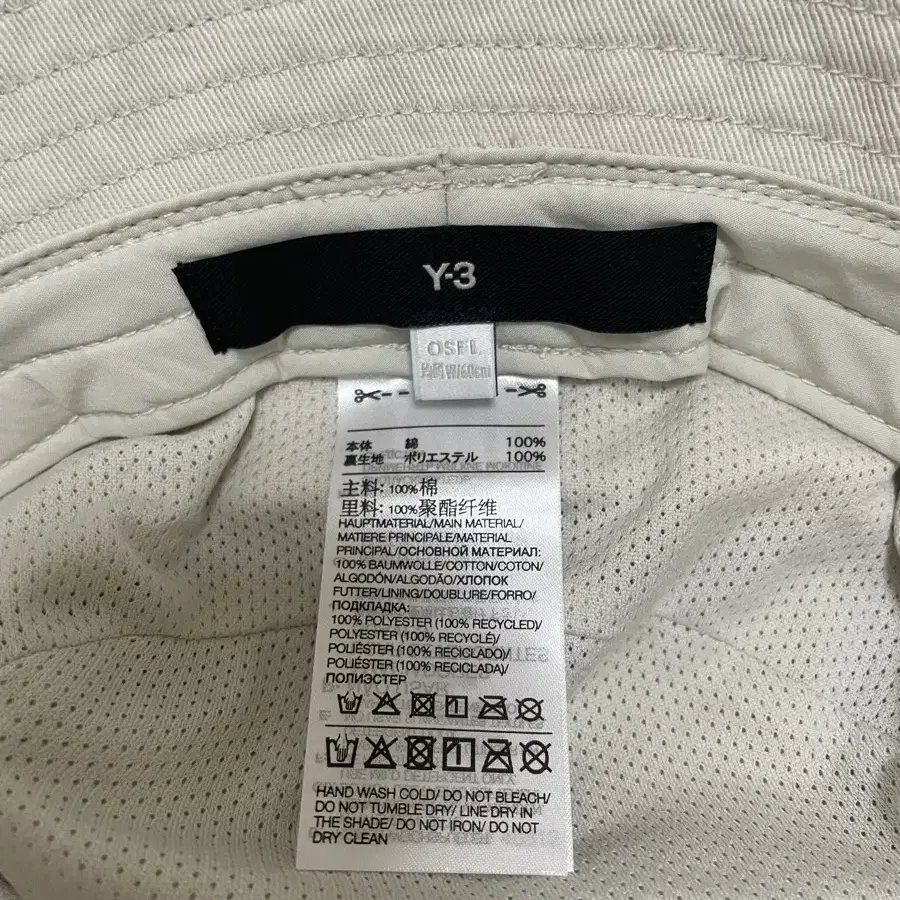 Y-3
OSFL
W/60cm
本体 綿 100%
裏生地 ポリエステル 100%
主料: 100%棉
里料: 100%聚酯纤维
HAUPTMATERIAL/MAIN MATERIAL/
MATIERE PRINCIPALE/MATERIAL
PRINCIPAL/ОСНОВНОЙ МАТЕРИАЛ:
100% BAUMWOLLE/COTTON/COTON/
ALGODÓN/ALGODÃO/ХЛОПОК
FUTTER/LINING/DOUBLURE/FORRO/
ПОДКЛАДКА:
100% POLYESTER (100% RECYCLED)/
POLYESTER (100% RECYCLÉ)/
POLIÉSTER (100% RECICLADO)/
POLIÉSTER (100% RECICLADA)/
ПОЛИЭСТЕР
HAND WASH COLD/ DO NOT BLEACH/
DO NOT TUMBLE DRY/ LINE DRY IN
THE SHADE/ DO NOT IRON/ DO NOT
DRY CLEAN